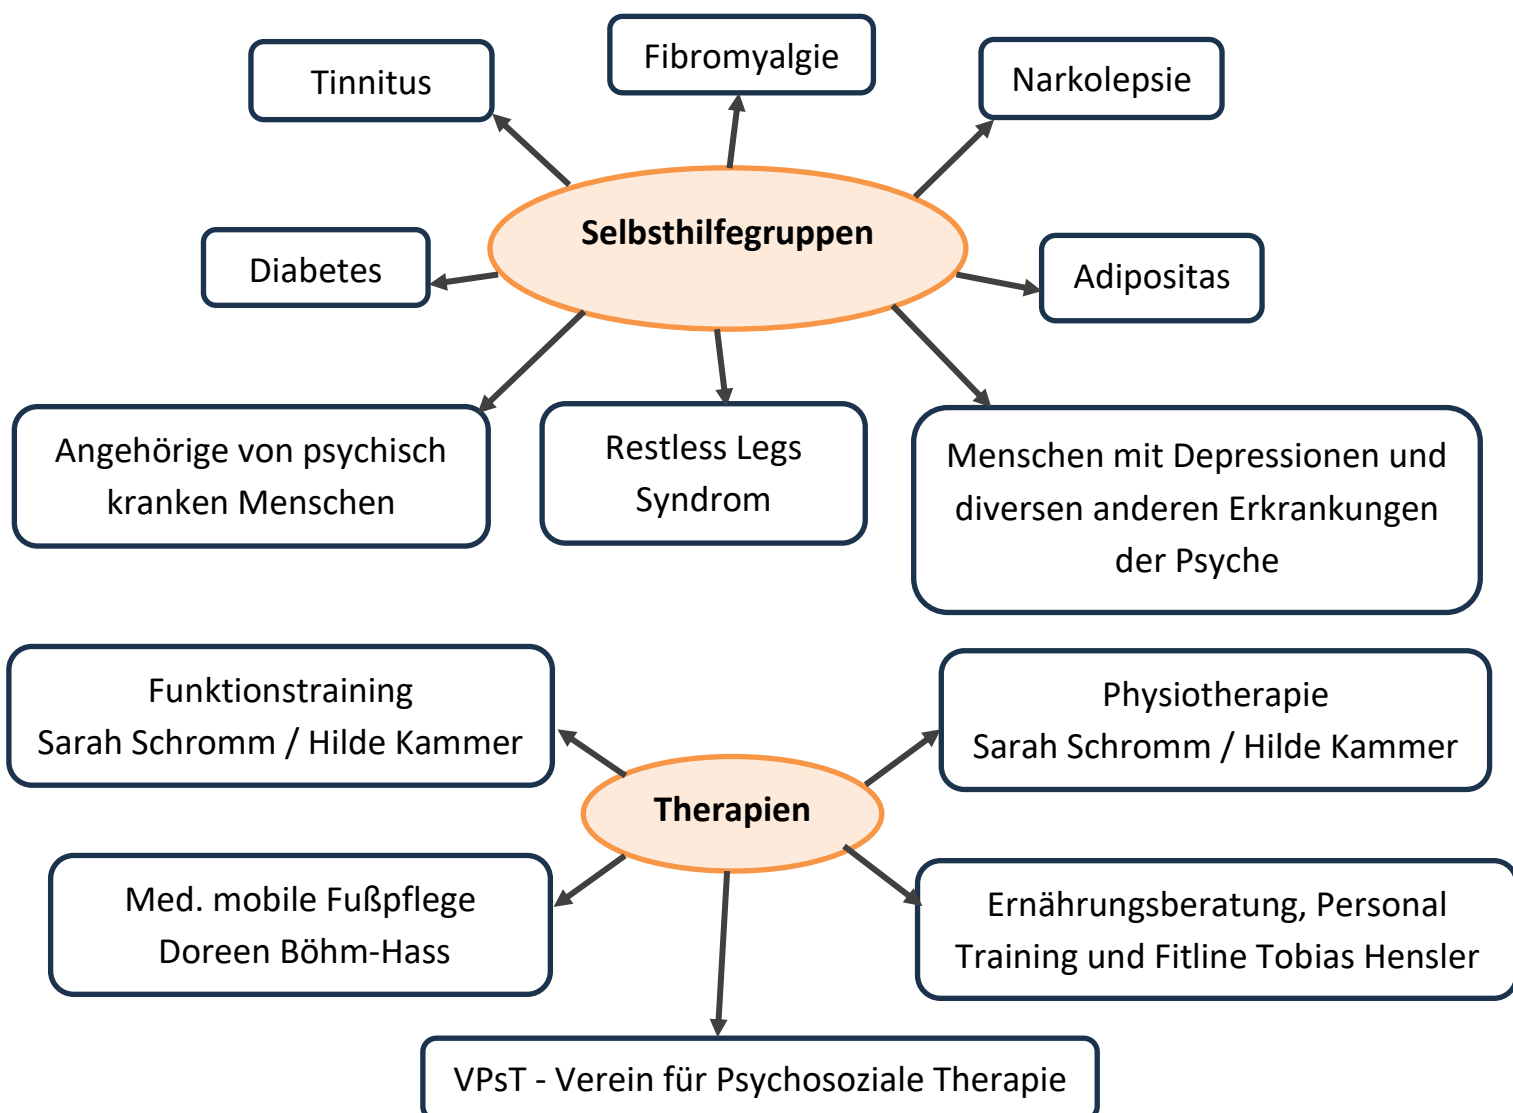 Tinnitus
Fibromyalgie
Narkolepsie
Selbsthilfegruppen
Diabetes
Adipositas
Angehörige von psychisch
kranken Menschen
Restless Legs
Syndrom
Menschen mit Depressionen und
diversen anderen Erkrankungen
der Psyche
Funktionstraining
Sarah Schromm / Hilde Kammer
Physiotherapie
Sarah Schromm / Hilde Kammer
Therapien
Med. mobile Fußpflege
Doreen Böhm-Hass
Ernährungsberatung, Personal
Training und Fitline Tobias Hensler
VPsT - Verein für Psychosoziale Therapie